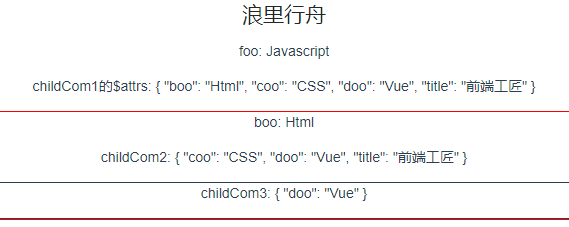 浪里行舟
foo: Javascript
childCom1的$attrs: { "boo": "Html", "coo": "CSS", "doo": "Vue", "title": "前端工匠" }
boo: Html
childCom2: { "coo": "CSS", "doo": "Vue", "title": "前端工匠" }
childCom3: { "doo": "Vue" }